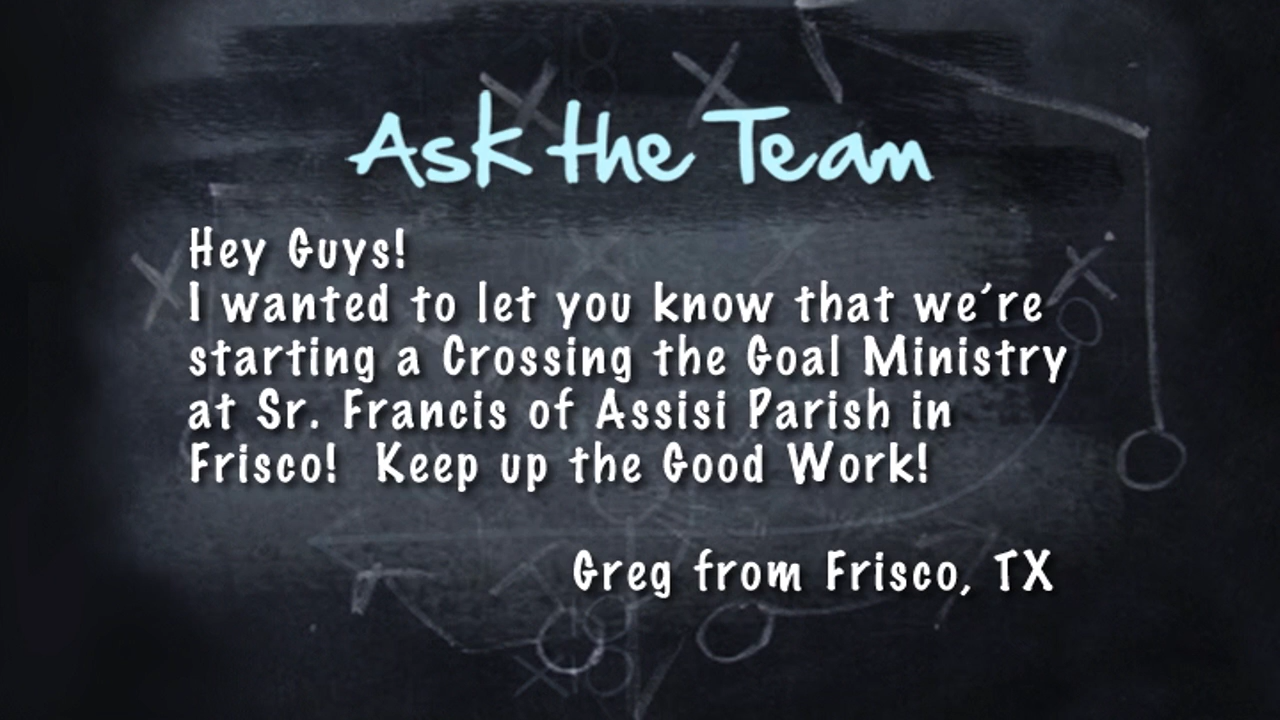 Ask the Team
Hey Guys!
I wanted to let you know that we're
starting a Crossing the Goal Ministry
at Sr. Francis of Assisi Parish in
Frisco!  Keep up the Good Work!
Greg from Frisco, TX